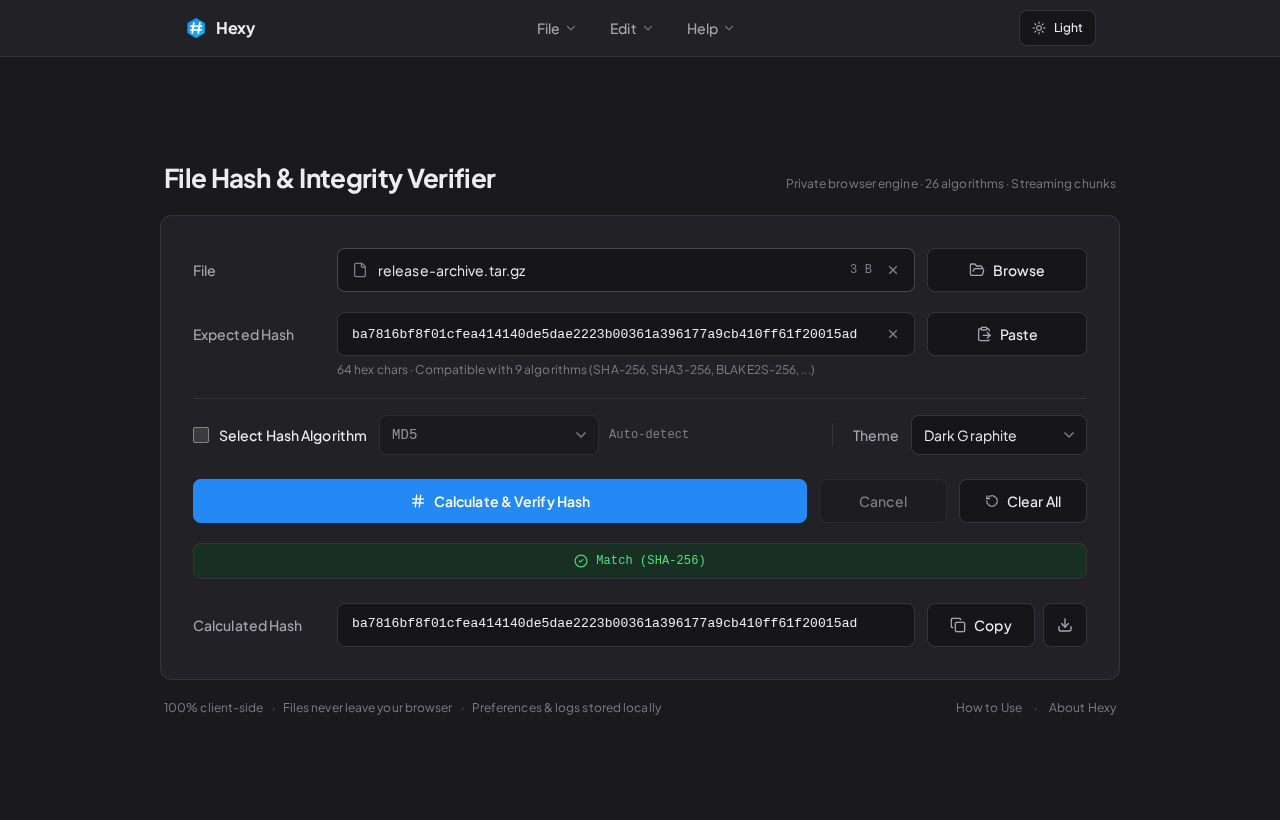 Hexy
File
Edit
Help
Light
File Hash & Integrity Verifier
Private browser engine · 26 algorithms · Streaming chunks
File
release-archive.tar.gz
3 B
Browse
Expected Hash
ba7816bf8f01cfea414140de5dae2223b00361a396177a9cb410ff61f20015ad
Paste
64 hex chars · Compatible with 9 algorithms (SHA-256, SHA3-256, BLAKE2S-256, ...)
Select Hash Algorithm
MD5
Auto-detect
Theme
Dark Graphite
# Calculate & Verify Hash
Cancel
Clear All
Match (SHA-256)
Calculated Hash
ba7816bf8f01cfea414140de5dae2223b00361a396177a9cb410ff61f20015ad
Copy
100% client-side · Files never leave your browser · Preferences & logs stored locally
How to Use · About Hexy